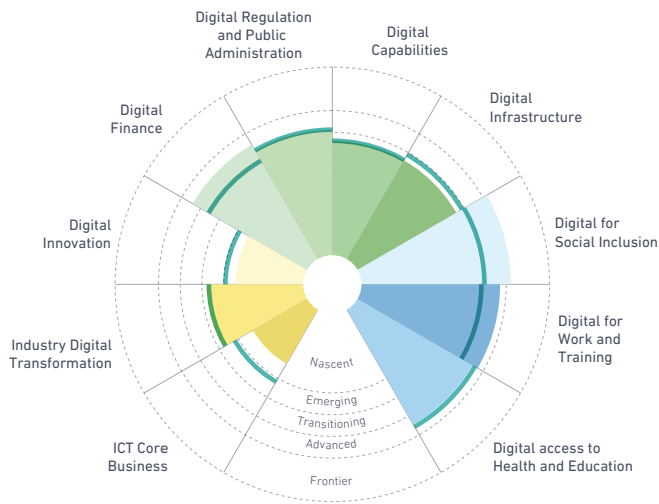 Digital Regulation
and Public
Administration
Digital
Capabilities
Digital
Infrastructure
Digital for
Social Inclusion
Digital for
Work and
Training
Digital access to
Health and Education
ICT Core
Business
Industry Digital
Transformation
Digital
Innovation
Digital
Finance
Nascent
Emerging
Transitioning
Advanced
Frontier